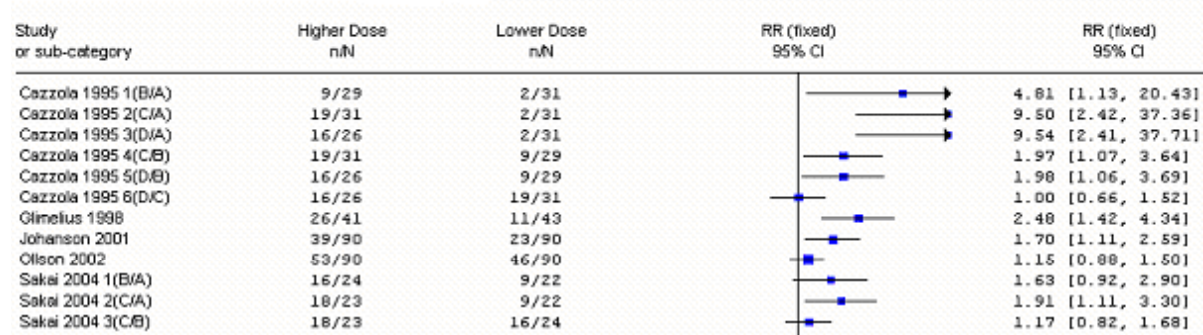 Study Higher Dose Lower Dose RR (fixed) RR (fixed)
or sub-category n/N n/N 95% CI 95% CI
Cazzola 1995 1(B/A) 9/29 2/31 4.81 [1.13, 20.43]
Cazzola 1995 2(C/A) 19/31 2/31 9.50 [2.42, 37.36]
Cazzola 1995 3(D/A) 16/26 2/31 9.54 [2.41, 37.71]
Cazzola 1995 4(C/B) 19/31 9/29 1.97 [1.07, 3.64]
Cazzola 1995 5(D/B) 16/26 9/29 1.98 [1.06, 3.69]
Cazzola 1995 6(D/C) 16/26 19/31 1.00 [0.66, 1.52]
Glimelius 1998 26/41 11/43 2.48 [1.42, 4.34]
Johanson 2001 39/90 23/90 1.70 [1.11, 2.59]
Ollson 2002 53/90 46/90 1.15 [0.88, 1.50]
Sakai 2004 1(B/A) 16/24 9/22 1.63 [0.92, 2.90]
Sakai 2004 2(C/A) 18/23 9/22 1.91 [1.11, 3.30]
Sakai 2004 3(C/B) 18/23 16/24 1.17 [0.82, 1.68]